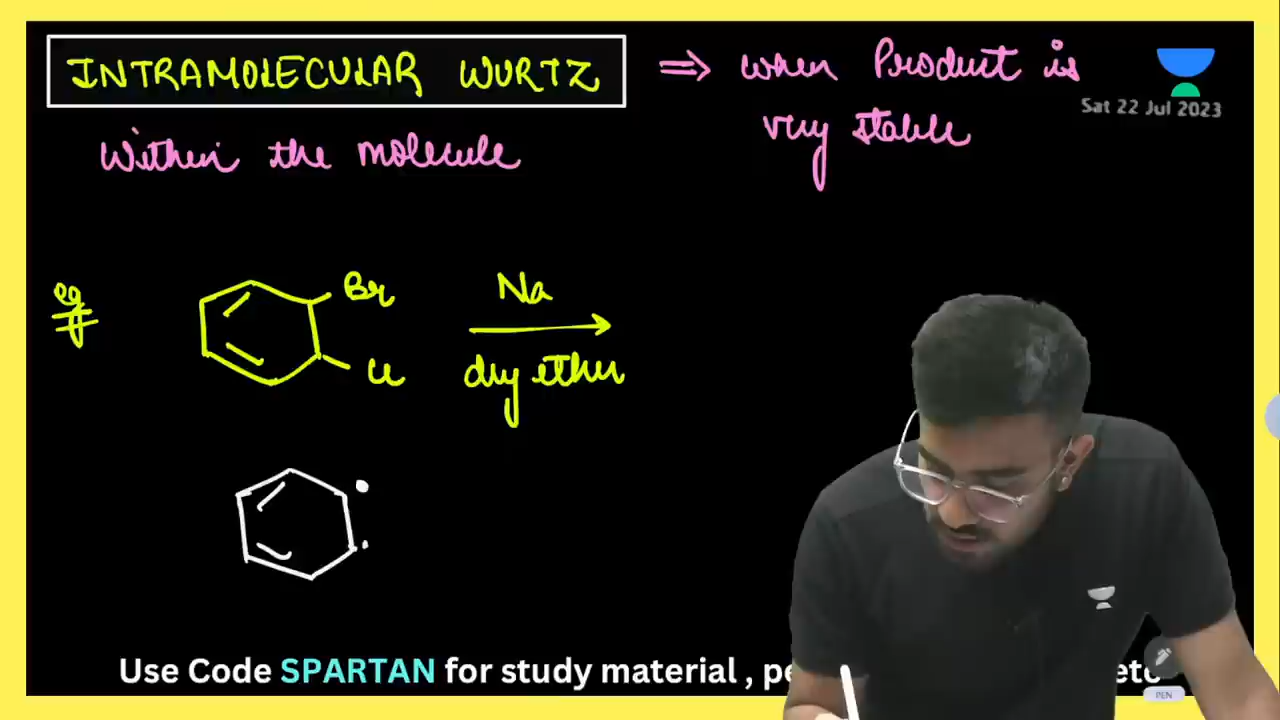 INTRAMOLECULAR WURTZ ⇒ when Product is
very stable
Sat 22 Jul 2023
Within the molecule
eg
Br
Cl
Na
dry ether
Use Code SPARTAN for study material , 
PEN